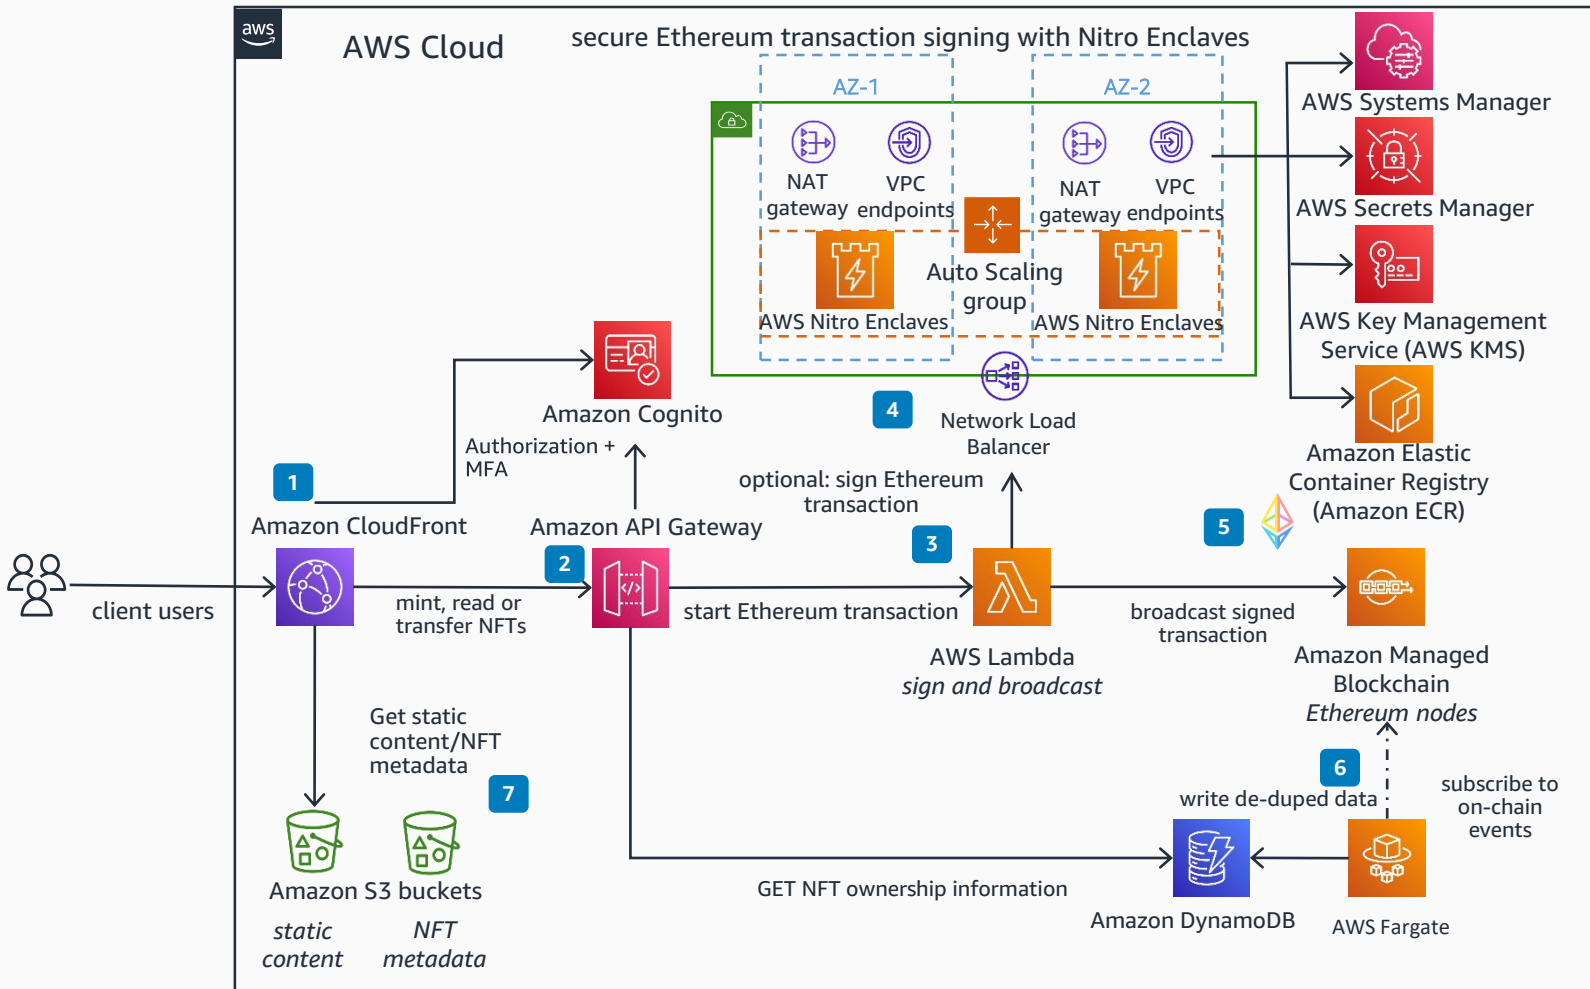 aws
AWS Cloud
secure Ethereum transaction signing with Nitro Enclaves
AZ-1
AZ-2
NAT
gateway
VPC
endpoints
NAT
gateway
VPC
endpoints
Auto Scaling
group
AWS Nitro Enclaves
AWS Nitro Enclaves
AWS Systems Manager
AWS Secrets Manager
AWS Key Management
Service (AWS KMS)
Amazon Elastic
Container Registry
(Amazon ECR)
4
Network Load
Balancer
Amazon Cognito
Authorization +
MFA
optional: sign Ethereum
transaction
1
Amazon CloudFront
Amazon API Gateway
2
3
5
client users
mint, read or
transfer NFTs
</>
start Ethereum transaction
broadcast signed
transaction
AWS Lambda
sign and broadcast
Amazon Managed
Blockchain
Ethereum nodes
Get static
content/NFT
metadata
7
6
write de-duped data
subscribe to
on-chain
events
Amazon S3 buckets
static
content
NFT
metadata
GET NFT ownership information
Amazon DynamoDB
AWS Fargate